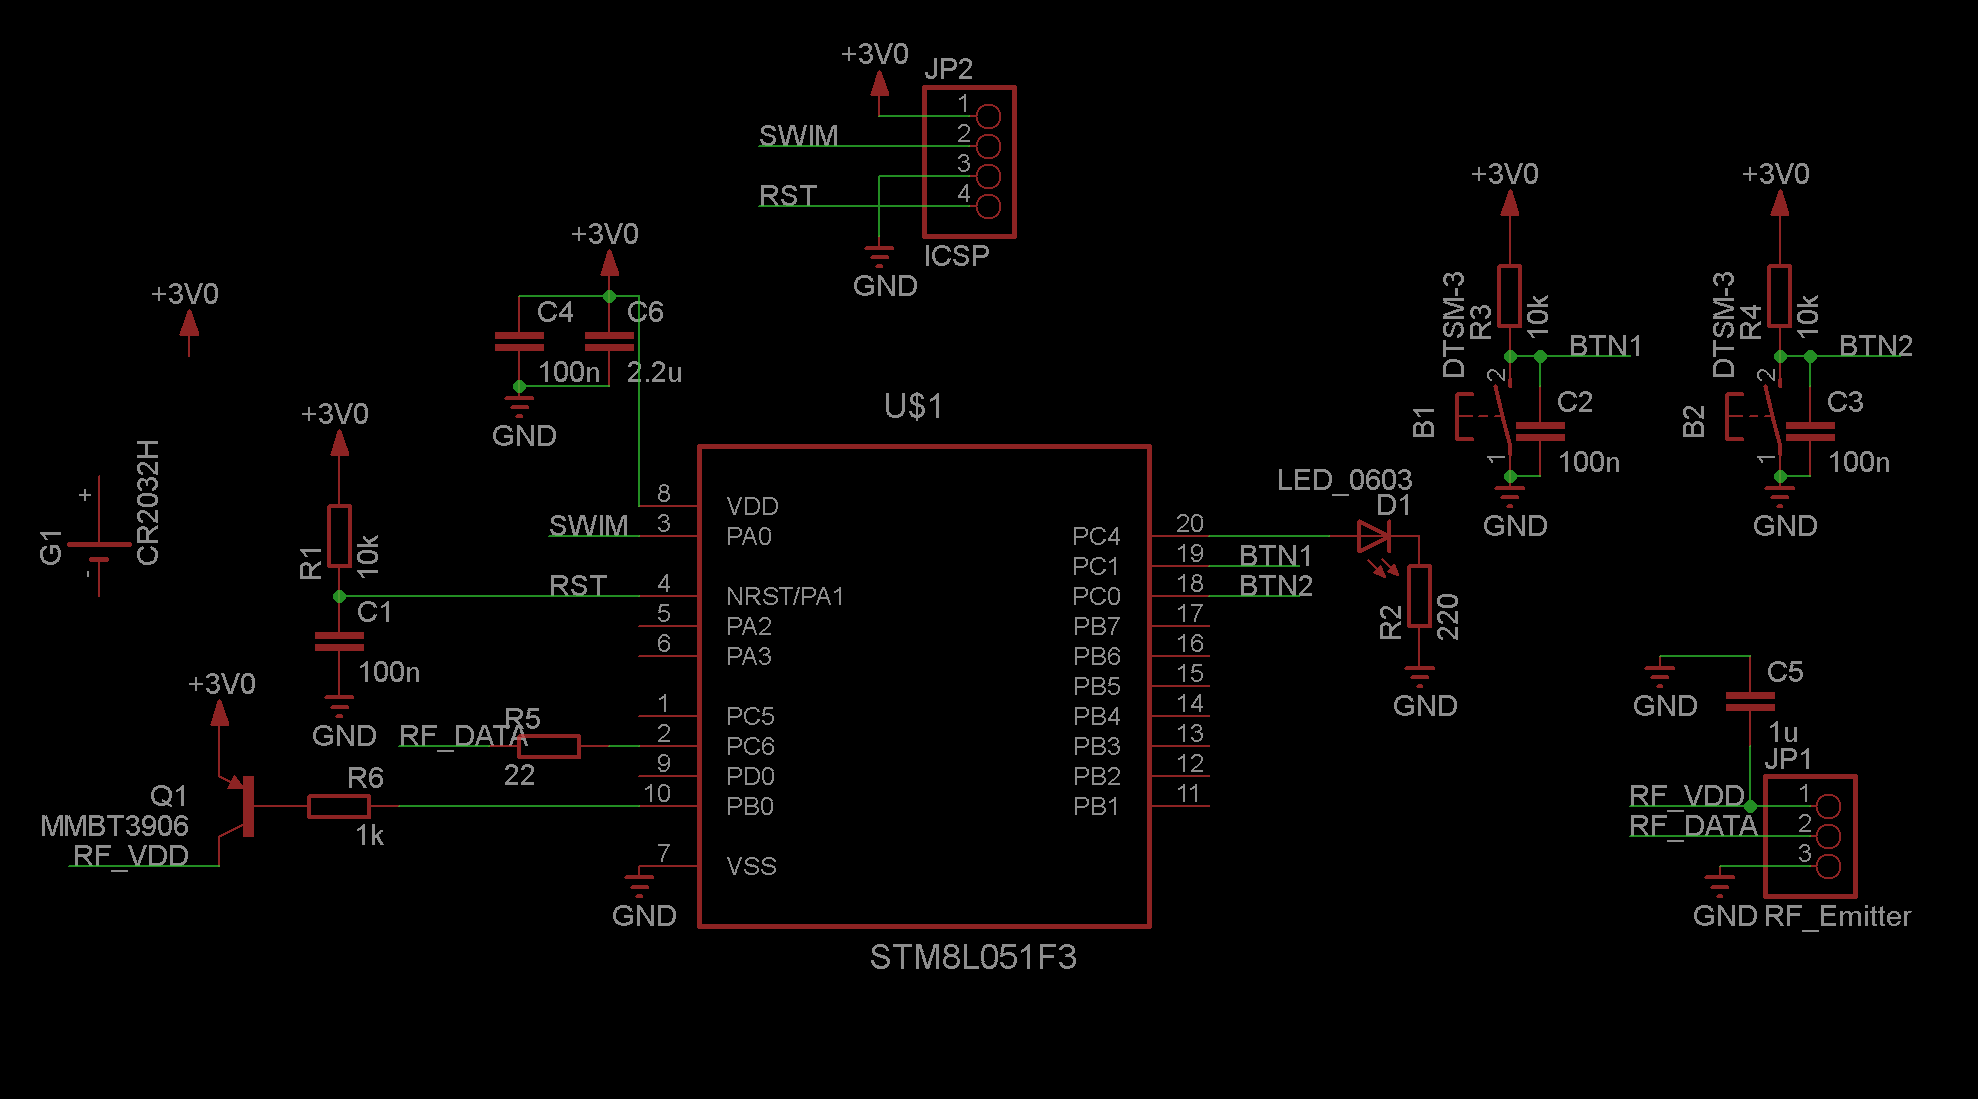 +3V0
JP2
1
SWIM
2
3
RST
4
ICSP
GND
+3V0
+3V0
+3V0
C4
C6
100n
2.2u
GND
+3V0
DTSM-3
R3
10k
BTN1
2
B1
1
C2
100n
GND
+3V0
DTSM-3
R4
10k
BTN2
2
B2
1
C3
100n
GND
G1
+
-
CR2032H
+3V0
R1
10k
C1
100n
GND
RST
SWIM
U$1
8
VDD
3
PA0
4
NRST/PA1
5
PA2
6
PA3
1
PC5
2
PC6
9
PD0
10
PB0
7
VSS
GND
PC4
20
PC1
19
BTN1
PC0
18
BTN2
PB7
17
PB6
16
PB5
15
PB4
14
PB3
13
PB2
12
PB1
11
STM8L051F3
LED_0603
D1
R2
220
GND
+3V0
Q1
MMBT3906
RF_VDD
R6
1k
RF_DATA
R5
22
GND
C5
1u
JP1
RF_VDD
1
RF_DATA
2
3
GND
RF_Emitter